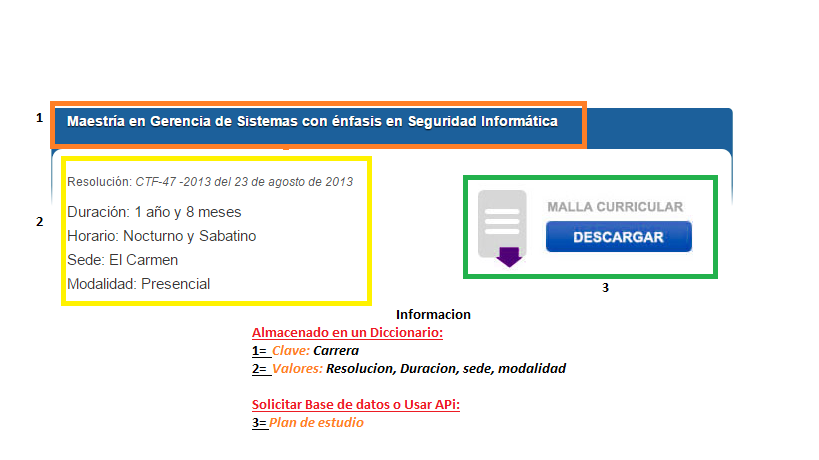 1
Maestría en Gerencia de Sistemas con énfasis en Seguridad Informática
2
Resolución: CTF-47 -2013 del 23 de agosto de 2013
Duración: 1 año y 8 meses
Horario: Nocturno y Sabatino
Sede: El Carmen
Modalidad: Presencial
MALLA CURRICULAR
DESCARGAR
3
Informacion
Almacenado en un Diccionario:
1= Clave: Carrera
2= Valores: Resolucion, Duracion, sede, modalidad
Solicitar Base de datos o Usar APi:
3= Plan de estudio